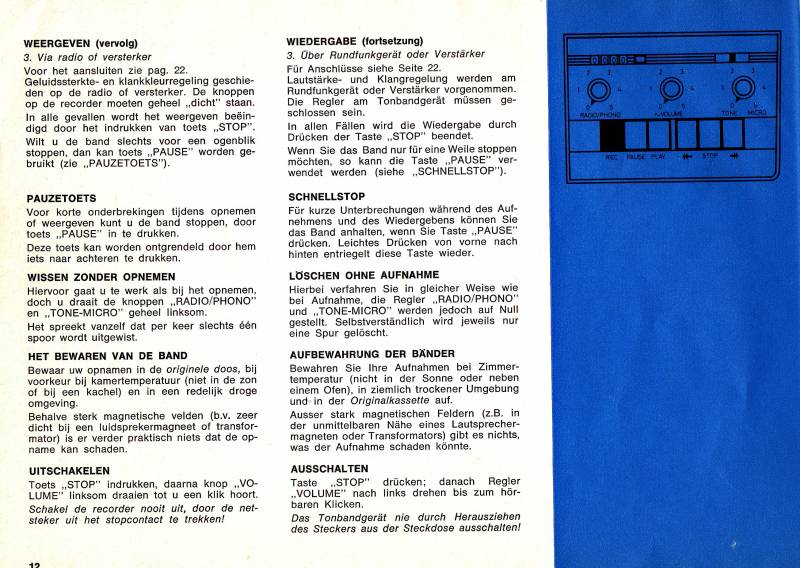 WEERGEVEN (vervolg)
3. Via radio of versterker
Voor het aansluiten zie pag. 22.
Geluidssterkte- en klankkleurregeling geschie-
den op de radio of versterker. De knoppen
op de recorder moeten geheel „dicht” staan.
In alle gevallen wordt het weergeven beëin-
digd door het indrukken van toets „STOP”.
Wilt u de band slechts voor een ogenblik
stoppen, dan kan toets „PAUSE” worden ge-
bruikt (zie „PAUZETOETS”).
PAUZETOETS
Voor korte onderbrekingen tijdens opnemen
of weergeven kunt u de band stoppen, door
toets „PAUSE” in te drukken.
Deze toets kan worden ontgrendeld door hem
iets naar achteren te drukken.
WISSEN ZONDER OPNEMEN
Hiervoor gaat u te werk als bij het opnemen,
doch u draait de knoppen „RADIO/PHONO”
en „TONE-MICRO” geheel linksom.
Het spreekt vanzelf dat per keer slechts één
spoor wordt uitgewist.
HET BEWAREN VAN DE BAND
Bewaar uw opnamen in de originele doos, bij
voorkeur bij kamertemperatuur (niet in de zon
of bij een kachel) en in een redelijk droge
omgeving.
Behalve sterk magnetische velden (b.v. zeer
dicht bij een luidsprekermagneet of transfor-
mator) is er verder praktisch niets dat de op-
name kan schaden.
UITSCHAKELEN
Toets „STOP” indrukken, daarna knop „VO-
LUME” linksom draaien tot u een klik hoort.
Schakel de recorder nooit uit, door de net-
steker uit het stopcontact te trekken!
12
WIEDERGABE (fortsetzung)
3. Über Rundfunkgerät oder Verstärker
Für Anschlüsse siehe Seite 22.
Lautstärke- und Klangregelung werden am
Rundfunkgerät oder Verstärker vorgenommen.
Die Regler am Tonbandgerät müssen ge-
schlossen sein.
In allen Fällen wird die Wiedergabe durch
Drücken der Taste „STOP” beendet.
Wenn Sie das Band nur für eine Weile stoppen
möchten, so kann die Taste „PAUSE” ver-
wendet werden (siehe „SCHNELLSTOP”).
SCHNELLSTOP
Für kurze Unterbrechungen während des Auf-
nehmens und des Wiedergebens können Sie
das Band anhalten, wenn Sie Taste „PAUSE”
drücken. Leichtes Drücken von vorne nach
hinten entriegelt diese Taste wieder.
LÖSCHEN OHNE AUFNAHME
Hierbei verfahren Sie in gleicher Weise wie
bei Aufnahme, die Regler „RADIO/PHONO”
und „TONE-MICRO” werden jedoch auf Null
gestellt. Selbstverständlich wird jeweils nur
eine Spur gelöscht.
AUFBEWAHRUNG DER BÄNDER
Bewahren Sie Ihre Aufnahmen bei Zimmer-
temperatur (nicht in der Sonne oder neben
einem Ofen), in ziemlich trockener Umgebung
und in der Originalkassette auf.
Ausser stark magnetischen Feldern (z.B. in
der unmittelbaren Nähe eines Lautsprecher-
magneten oder Transformators) gibt es nichts,
was der Aufnahme schaden könnte.
AUSSCHALTEN
Taste „STOP” drücken; danach Regler
„VOLUME” nach links drehen bis zum hör-
baren Klicken.
Das Tonbandgerät nie durch Herausziehen
des Steckers aus der Steckdose ausschalten!
0000
2 3 2 3 2 3
1 4 1 4 1 4
0 5 0 5 0 5
RADIO/PHONO VOLUME TONE MICRO
REC PAUSE PLAY STOP